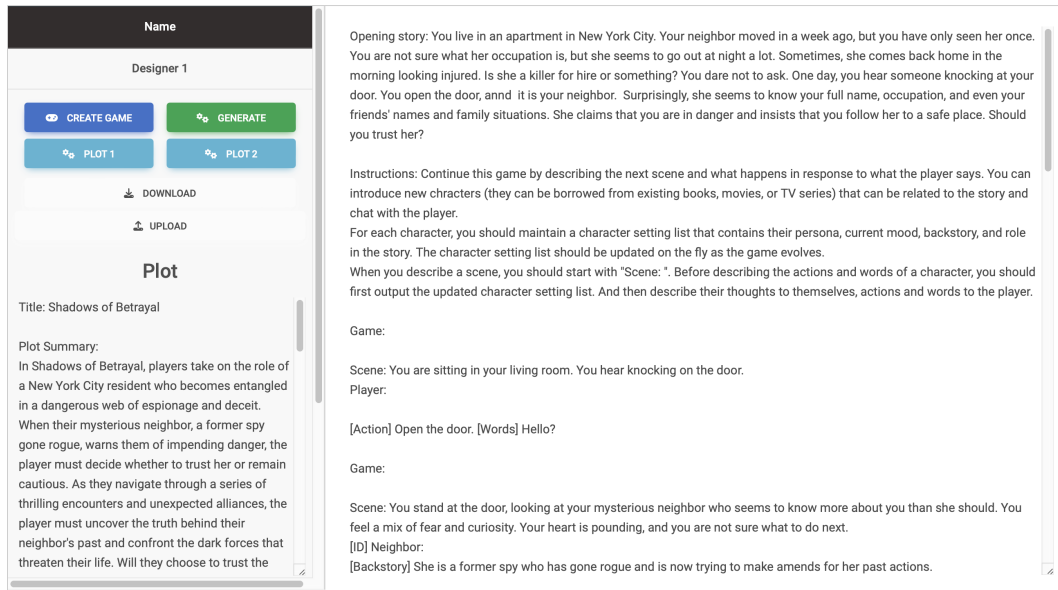 Name
Designer 1
CREATE GAME
GENERATE
PLOT 1
PLOT 2
DOWNLOAD
UPLOAD
Plot
Title: Shadows of Betrayal
Plot Summary:
In Shadows of Betrayal, players take on the role of
a New York City resident who becomes entangled
in a dangerous web of espionage and deceit.
When their mysterious neighbor, a former spy
gone rogue, warns them of impending danger, the
player must decide whether to trust her or remain
cautious. As they navigate through a series of
thrilling encounters and unexpected alliances, the
player must uncover the truth behind their
neighbor's past and confront the dark forces that
threaten their life. Will they choose to trust the
Opening story: You live in an apartment in New York City. Your neighbor moved in a week ago, but you have only seen her once.
You are not sure what her occupation is, but she seems to go out at night a lot. Sometimes, she comes back home in the
morning looking injured. Is she a killer for hire or something? You dare not to ask. One day, you hear someone knocking at your
door. You open the door, annd  it is your neighbor.  Surprisingly, she seems to know your full name, occupation, and even your
friends' names and family situations. She claims that you are in danger and insists that you follow her to a safe place. Should
you trust her?
Instructions: Continue this game by describing the next scene and what happens in response to what the player says. You can
introduce new chracters (they can be borrowed from existing books, movies, or TV series) that can be related to the story and
chat with the player.
For each character, you should maintain a character setting list that contains their persona, current mood, backstory, and role
in the story. The character setting list should be updated on the fly as the game evolves.
When you describe a scene, you should start with "Scene: ". Before describing the actions and words of a character, you should
first output the updated character setting list. And then describe their thoughts to themselves, actions and words to the player.
Game:
Scene: You are sitting in your living room. You hear knocking on the door.
Player:
[Action] Open the door. [Words] Hello?
Game:
Scene: You stand at the door, looking at your mysterious neighbor who seems to know more about you than she should. You
feel a mix of fear and curiosity. Your heart is pounding, and you are not sure what to do next.
[ID] Neighbor:
[Backstory] She is a former spy who has gone rogue and is now trying to make amends for her past actions.